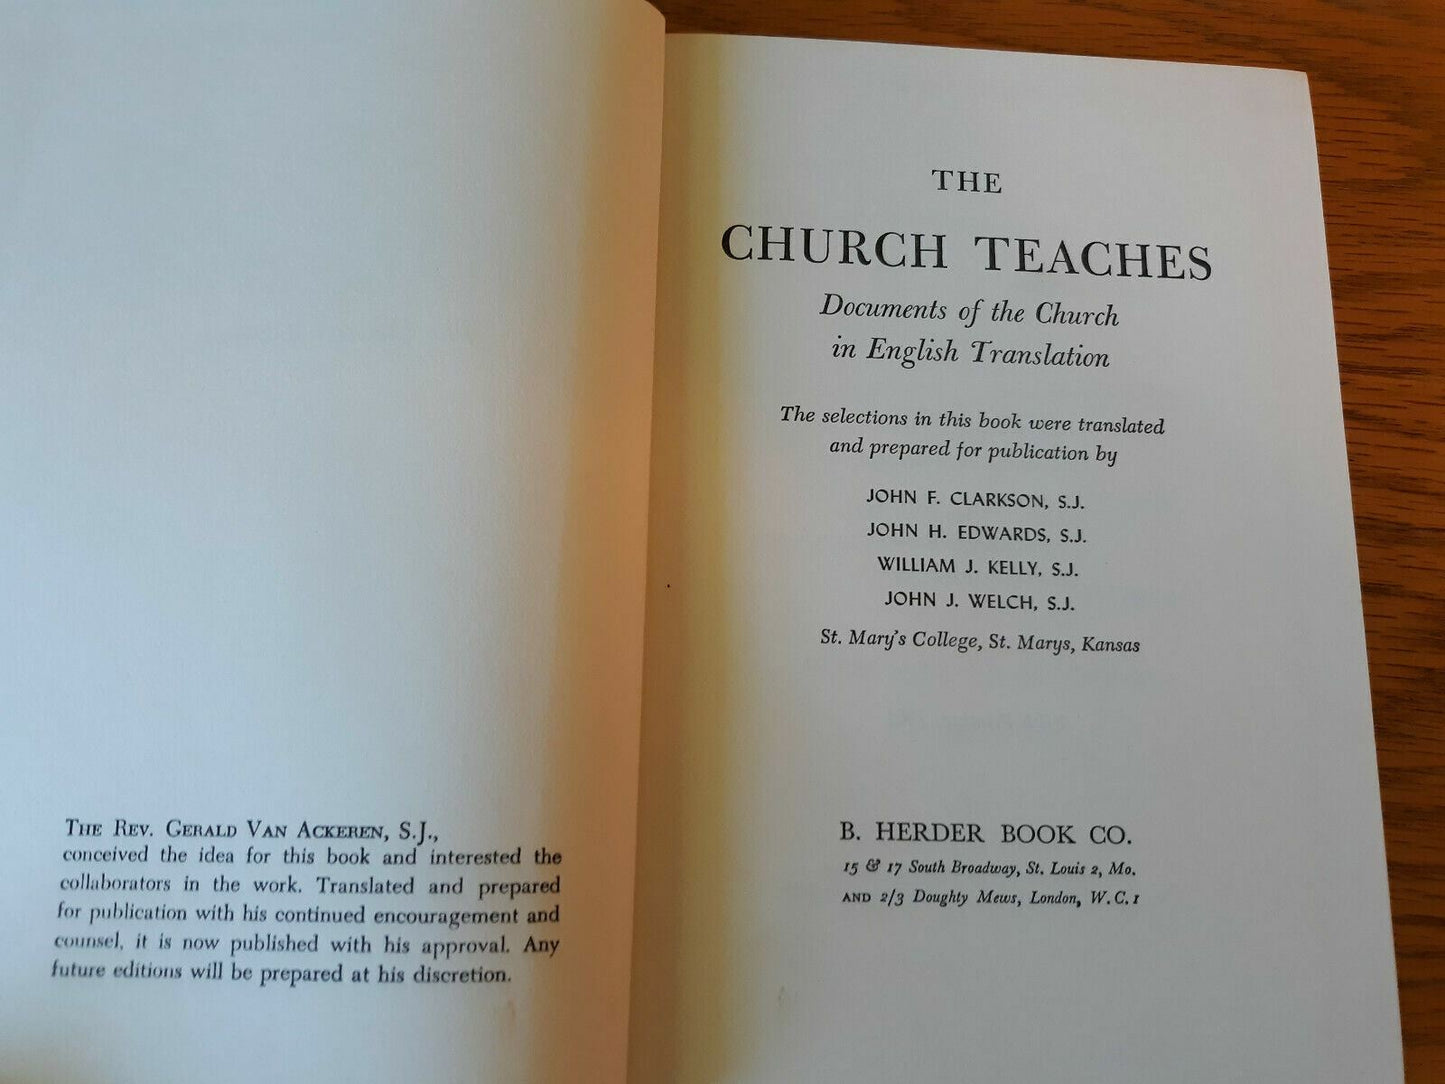 THE REV. GERALD VAN ACKEREN, S.J.,
conceived the idea for this book and interested the
collaborators in the work. Translated and prepared
for publication with his continued encouragement and
counsel, it is now published with his approval. Any
future editions will be prepared at his discretion.
THE
CHURCH TEACHES
Documents of the Church
in English Translation
The selections in this book were translated
and prepared for publication by
JOHN F. CLARKSON, S.J.
JOHN H. EDWARDS, S.J.
WILLIAM J. KELLY, S.J.
JOHN J. WELCH, S.J.
St. Mary's College, St. Marys, Kansas
B. HERDER BOOK CO.
15 & 17 South Broadway, St. Louis 2, Mo.
AND 2/3 Doughty Mews, London, W.C.1